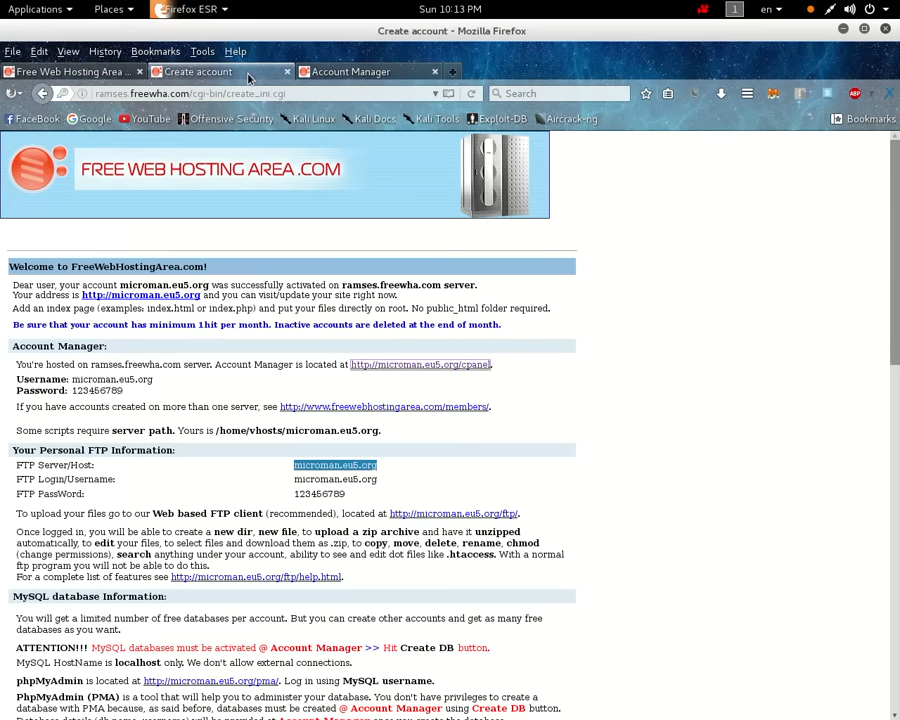 Applications Places Firefox ESR Sun 10:13 PM 1 en
Create account - Mozilla Firefox
File Edit View History Bookmarks Tools Help
Free Web Hosting Area ... × Create account × Account Manager ×
ramses.freewha.com/cgi-bin/create_ini.cgi Search ABP
FaceBook Google YouTube Offensive Security Kali Linux Kali Docs Kali Tools Exploit-DB Aircrack-ng Bookmarks
FREE WEB HOSTING AREA .COM
Welcome to FreeWebHostingArea.com!
Dear user, your account microman.eu5.org was successfully activated on ramses.freewha.com server.
Your address is http://microman.eu5.org and you can visit/update your site right now.
Add an index page (examples: index.html or index.php) and put your files directly on root. No public_html folder required.
Be sure that your account has minimum 1hit per month. Inactive accounts are deleted at the end of month.
Account Manager:
You're hosted on ramses.freewha.com server. Account Manager is located at http://microman.eu5.org/cpanel.
Username: microman.eu5.org
Password: 123456789
If you have accounts created on more than one server, see http://www.freewebhostingarea.com/members/.
Some scripts require server path. Yours is /home/vhosts/microman.eu5.org.
Your Personal FTP Information:
FTP Server/Host: microman.eu5.org
FTP Login/Username: microman.eu5.org
FTP PassWord: 123456789
To upload your files go to our Web based FTP client (recommended), located at http://microman.eu5.org/ftp/.
Once logged in, you will be able to create a new dir, new file, to upload a zip archive and have it unzipped
automatically, to edit your files, to select files and download them as .zip, to copy, move, delete, rename, chmod
(change permissions), search anything under your account, ability to see and edit dot files like .htaccess. With a normal
ftp program you will not be able to do this.
For a complete list of features see http://microman.eu5.org/ftp/help.html.
MySQL database Information:
You will get a limited number of free databases per account. But you can create other accounts and get as many free
databases as you want.
ATTENTION!!! MySQL databases must be activated @ Account Manager >> Hit Create DB button.
MySQL HostName is localhost only. We don't allow external connections.
phpMyAdmin is located at http://microman.eu5.org/pma/. Log in using MySQL username.
PhpMyAdmin (PMA) is a tool that will help you to administer your database. You don't have privileges to create a
database with PMA because, as said before, databases must be created @ Account Manager using Create DB button.
Database details (db name, username) will be provided at Account Manager once you create the database.